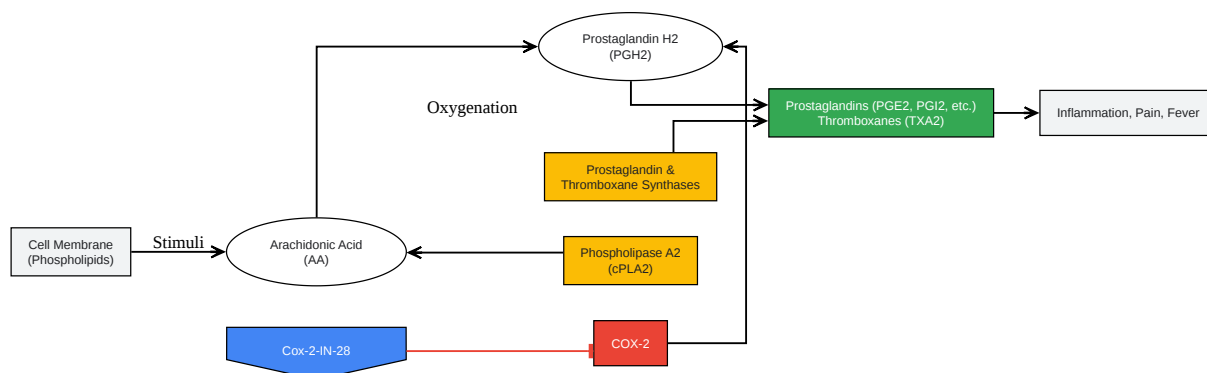 Prostaglandin H2
(PGH2)
Oxygenation
Prostaglandins (PGE2, PGI2, etc.)
Thromboxanes (TXA2)
Inflammation, Pain, Fever
Prostaglandin &
Thromboxane Synthases
Cell Membrane
(Phospholipids)
Stimuli
Arachidonic Acid
(AA)
Phospholipase A2
(cPLA2)
Cox-2-IN-28
COX-2